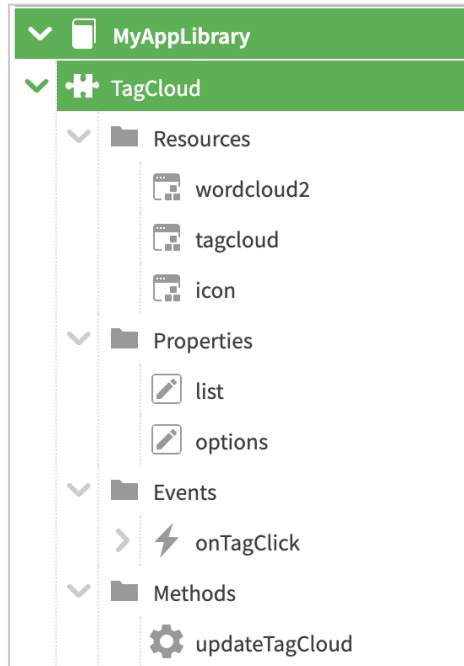 MyAppLibrary
TagCloud
Resources
wordcloud2
tagcloud
icon
Properties
list
options
Events
onTagClick
Methods
updateTagCloud